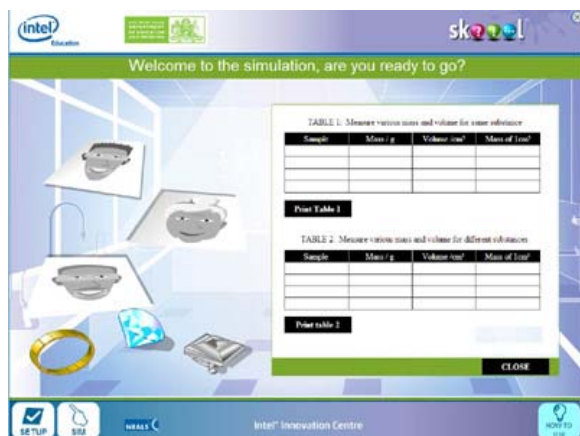 intel
Education
skoool
Welcome to the simulation, are you ready to go?
TABLE 1: Measure various mass and volume for same substance
Sample Mass / g Volume /cm³ Mass of 1cm³
Print Table 1
TABLE 2: Measure various mass and volume for different substances
Sample Mass / g Volume /cm³ Mass of 1cm³
Print table 2
CLOSE
SETUP
SIM
Intel® Innovation Centre
HOW TO